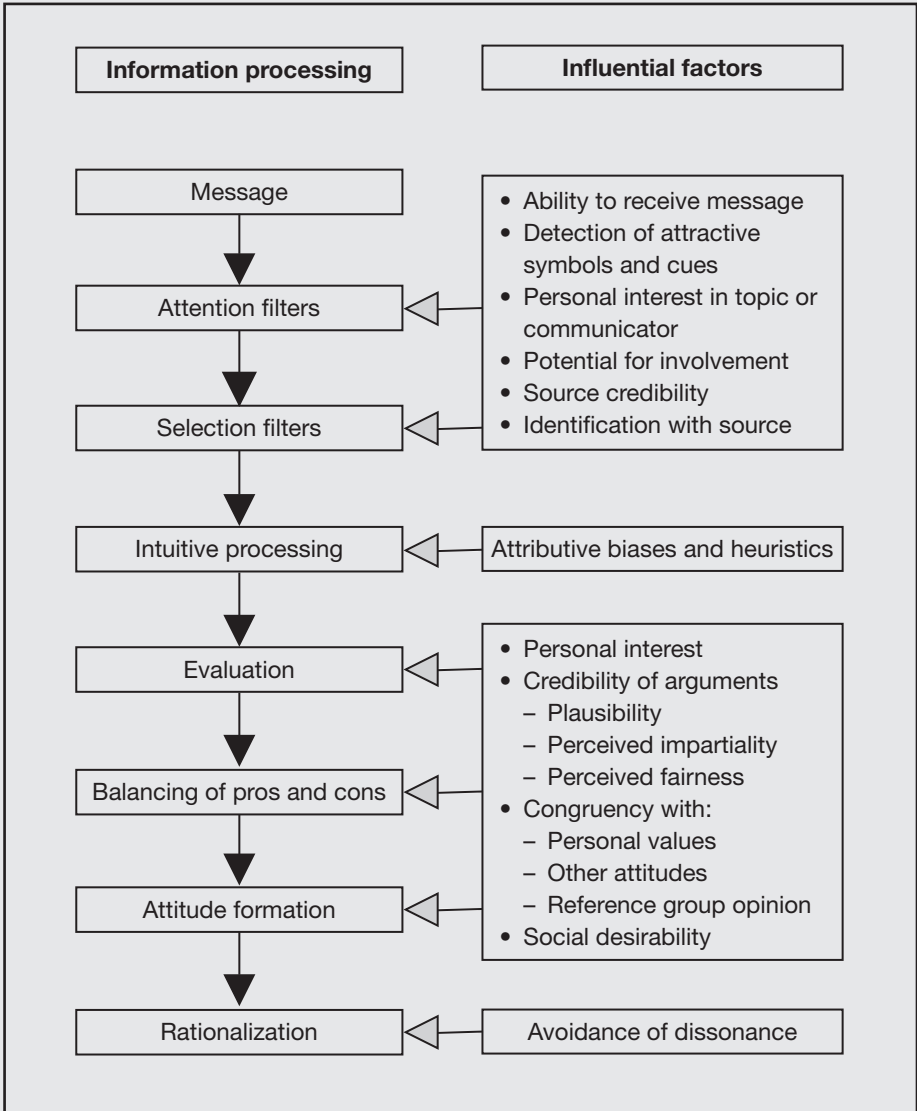 Information processing
Influential factors
Message
Attention filters
Selection filters
Intuitive processing
Evaluation
Balancing of pros and cons
Attitude formation
Rationalization
• Ability to receive message
• Detection of attractive
symbols and cues
• Personal interest in topic or
communicator
• Potential for involvement
• Source credibility
• Identification with source
Attributive biases and heuristics
• Personal interest
• Credibility of arguments
– Plausibility
– Perceived impartiality
– Perceived fairness
• Congruency with:
– Personal values
– Other attitudes
– Reference group opinion
• Social desirability
Avoidance of dissonance